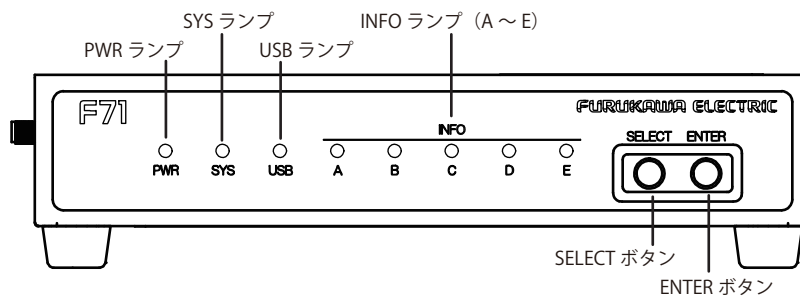 SYS ランプ
INFO ランプ（A ～ E）
PWR ランプ
USB ランプ
F71
FURUKAWA ELECTRIC
INFO
SELECT ENTER
PWR SYS USB A B C D E
SELECT ボタン
ENTER ボタン